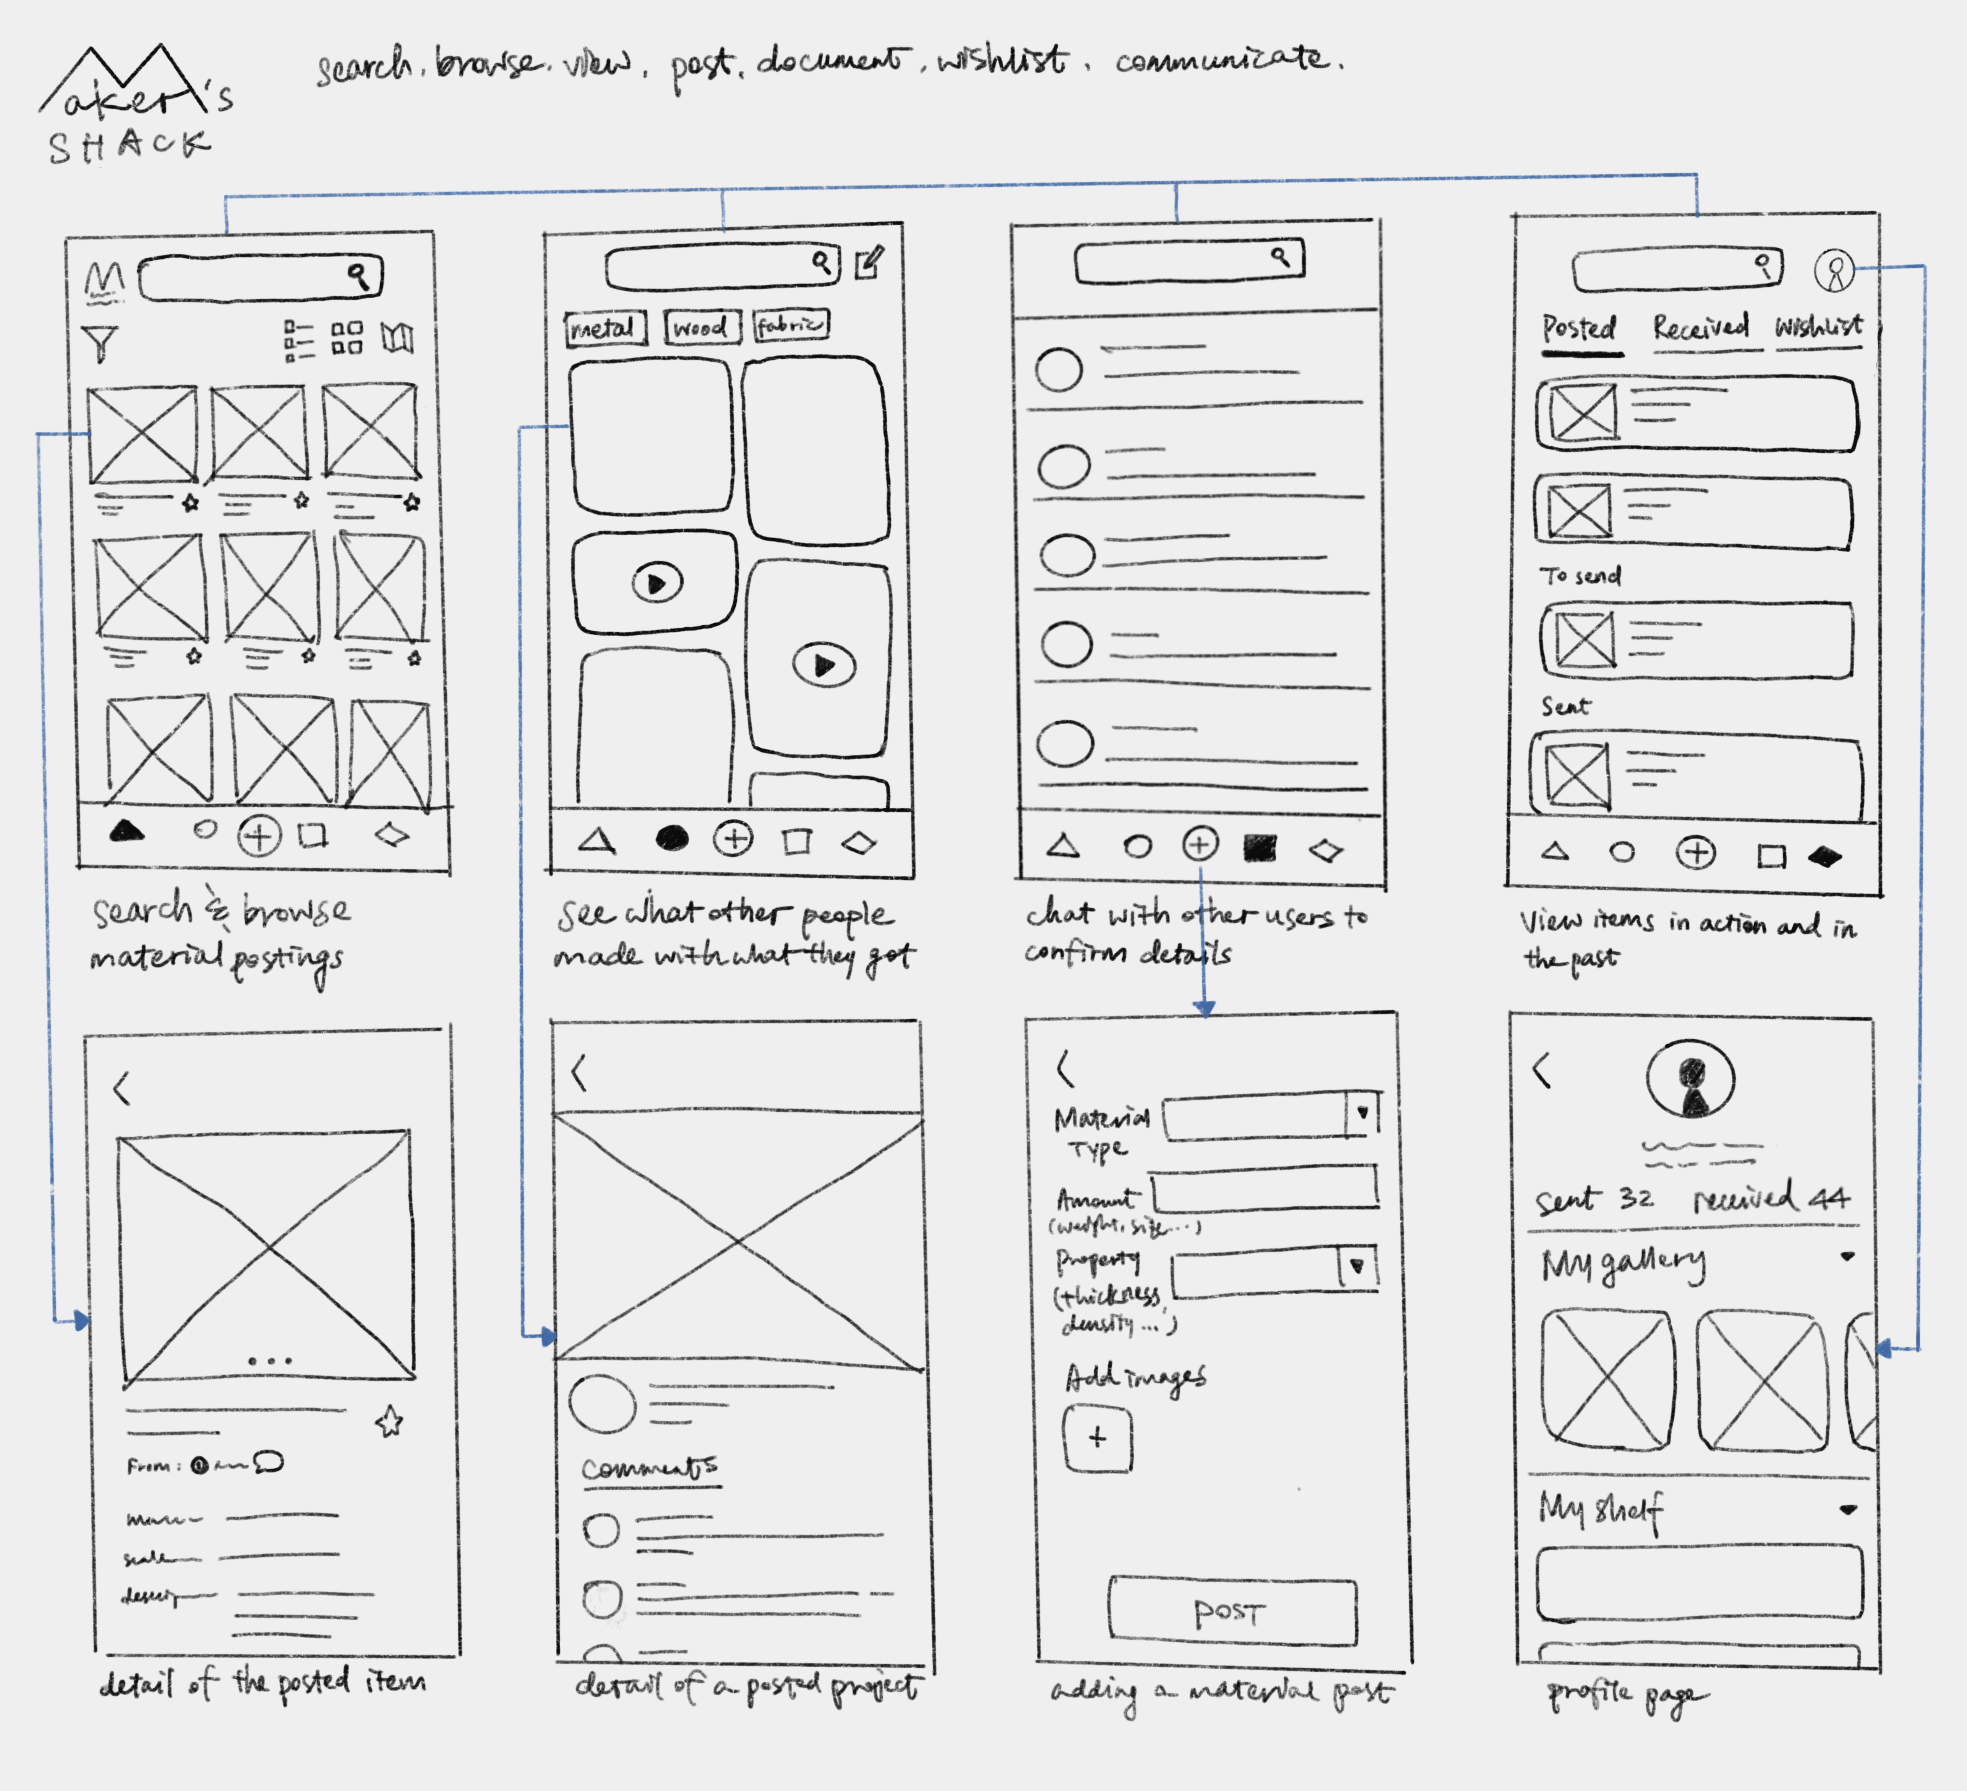 Maker's
SHACK
search. browse. view. post. document. wishlist. communicate.
metal wood fabric
Posted Received Wishlist
To send
Sent
search & browse
material postings
see what other people
made with what they got
chat with other users to
confirm details
View items in action and in
the past
From:
scale
descrip
detail of the posted item
comments
detail of a posted project
Material
Type
Amount
(weight, size...)
Property
(thickness,
density...)
Add images
+
POST
adding a material post
sent 32 received 44
My gallery
My shelf
profile page